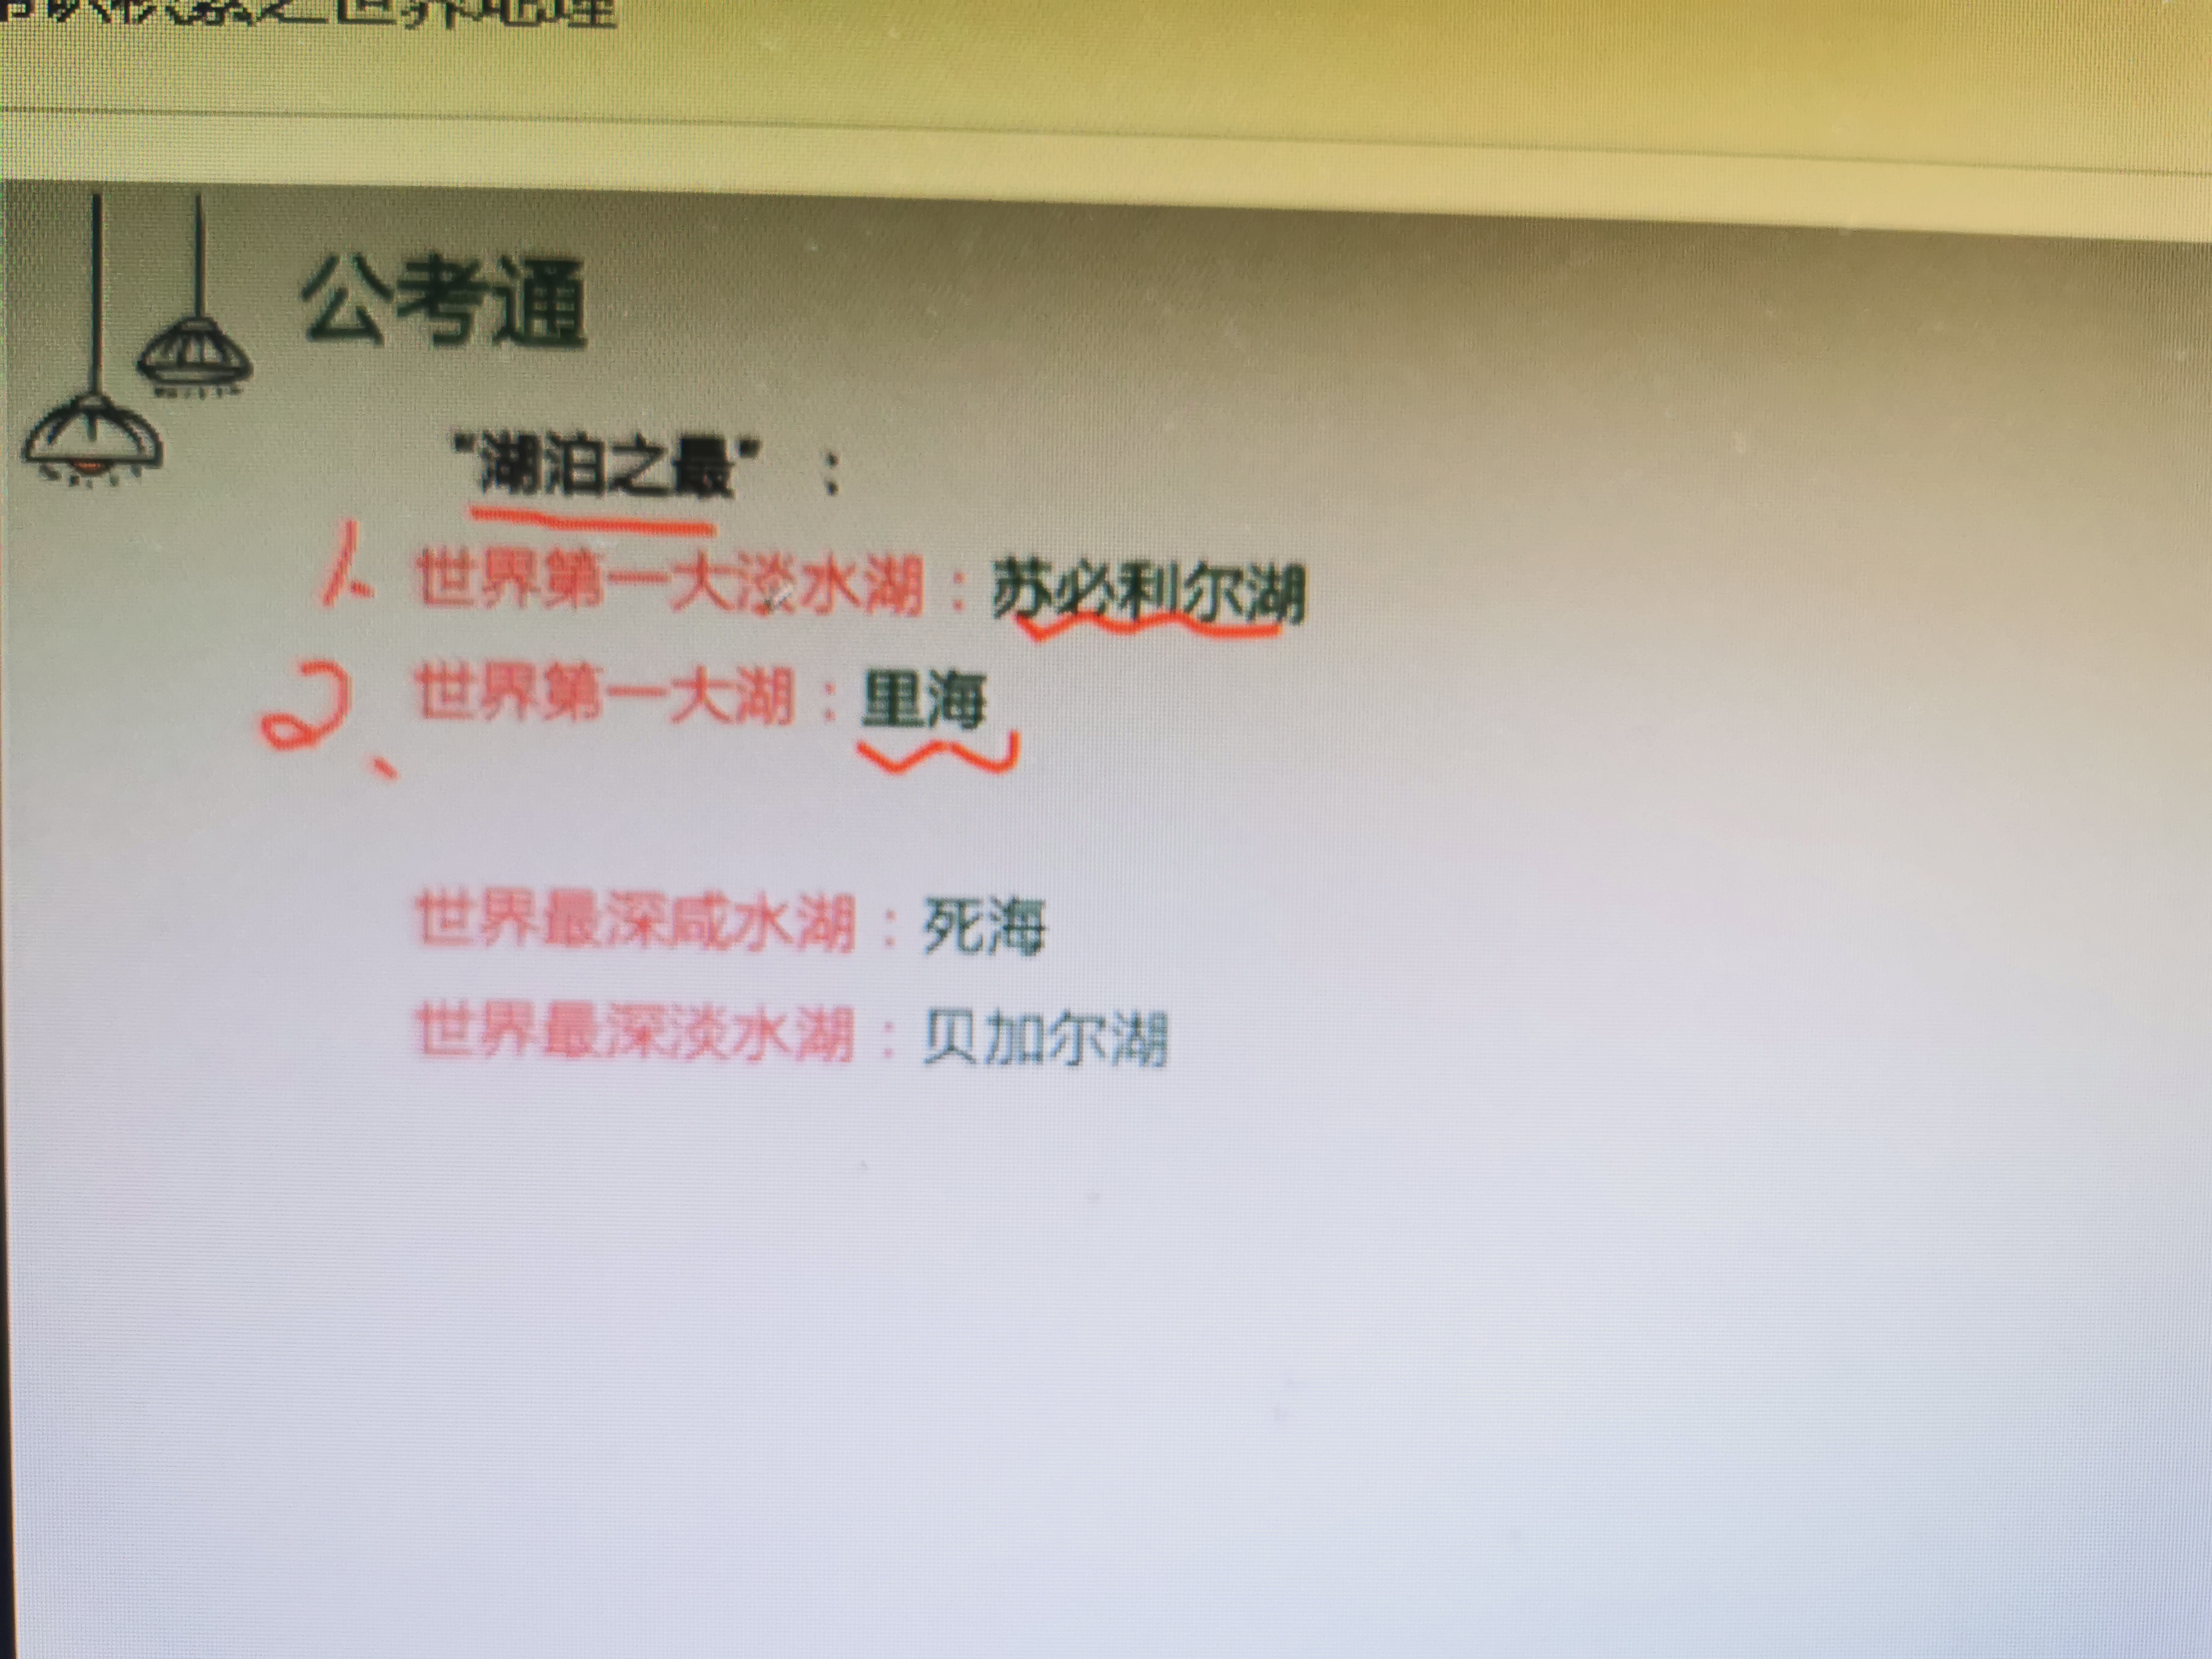 世界地理
公考通
“湖泊之最”：
1. 世界第一大淡水湖：苏必利尔湖
2、 世界第一大湖：里海
世界最深咸水湖：死海
世界最深淡水湖：贝加尔湖